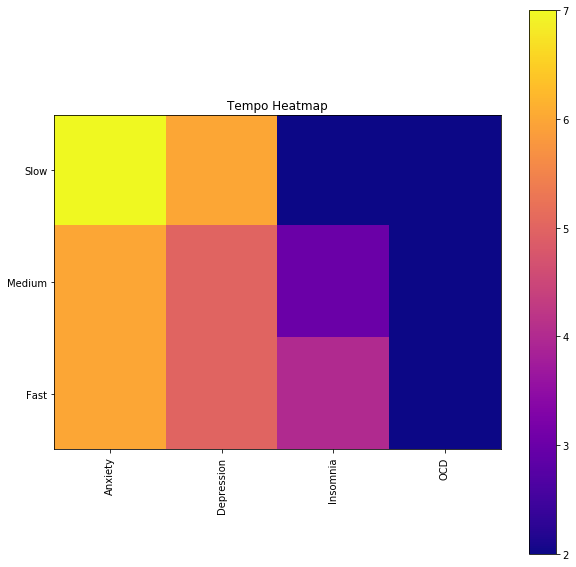 Tempo Heatmap
Slow
Medium
Fast
Anxiety
Depression
Insomnia
OCD
7
6
5
4
3
2